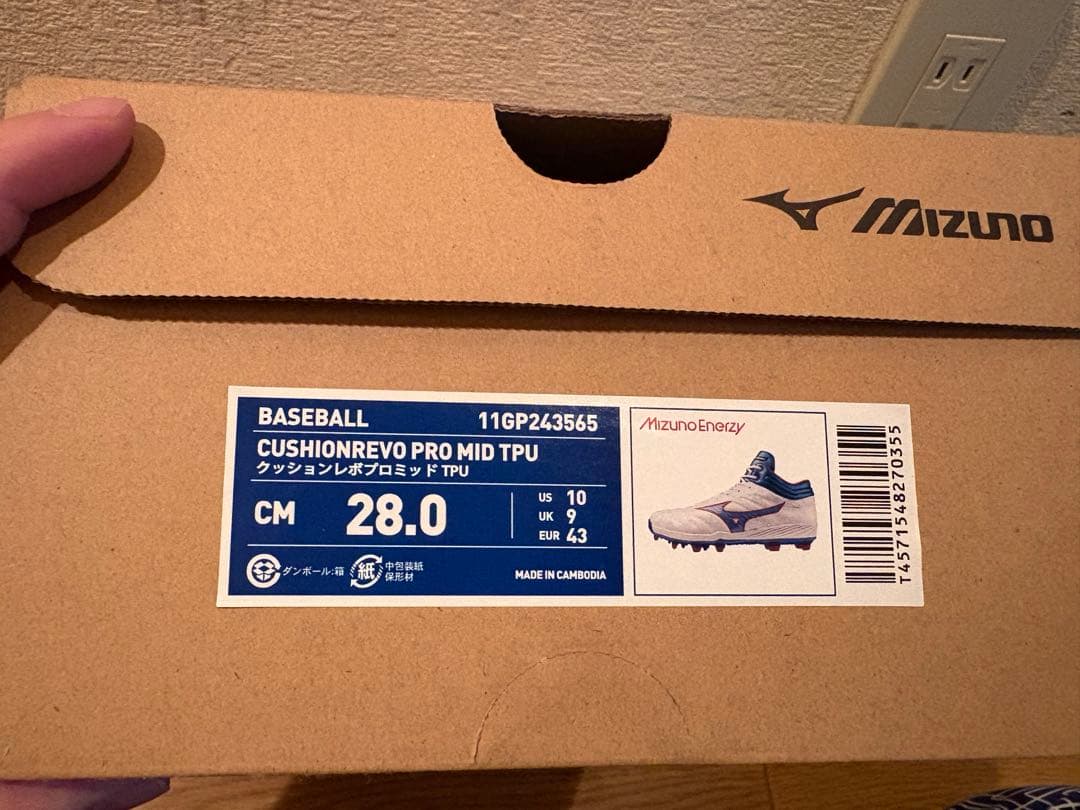 MIZUNO
BASEBALL 11GP243565
CUSHIONREVO PRO MID TPU
クッションレボプロミッド TPU
CM 28.0
US 10
UK 9
EUR 43
ダンボール:箱
紙
中包装紙
保形材
MADE IN CAMBODIA
Mizuno Enerzy
T4571548270355